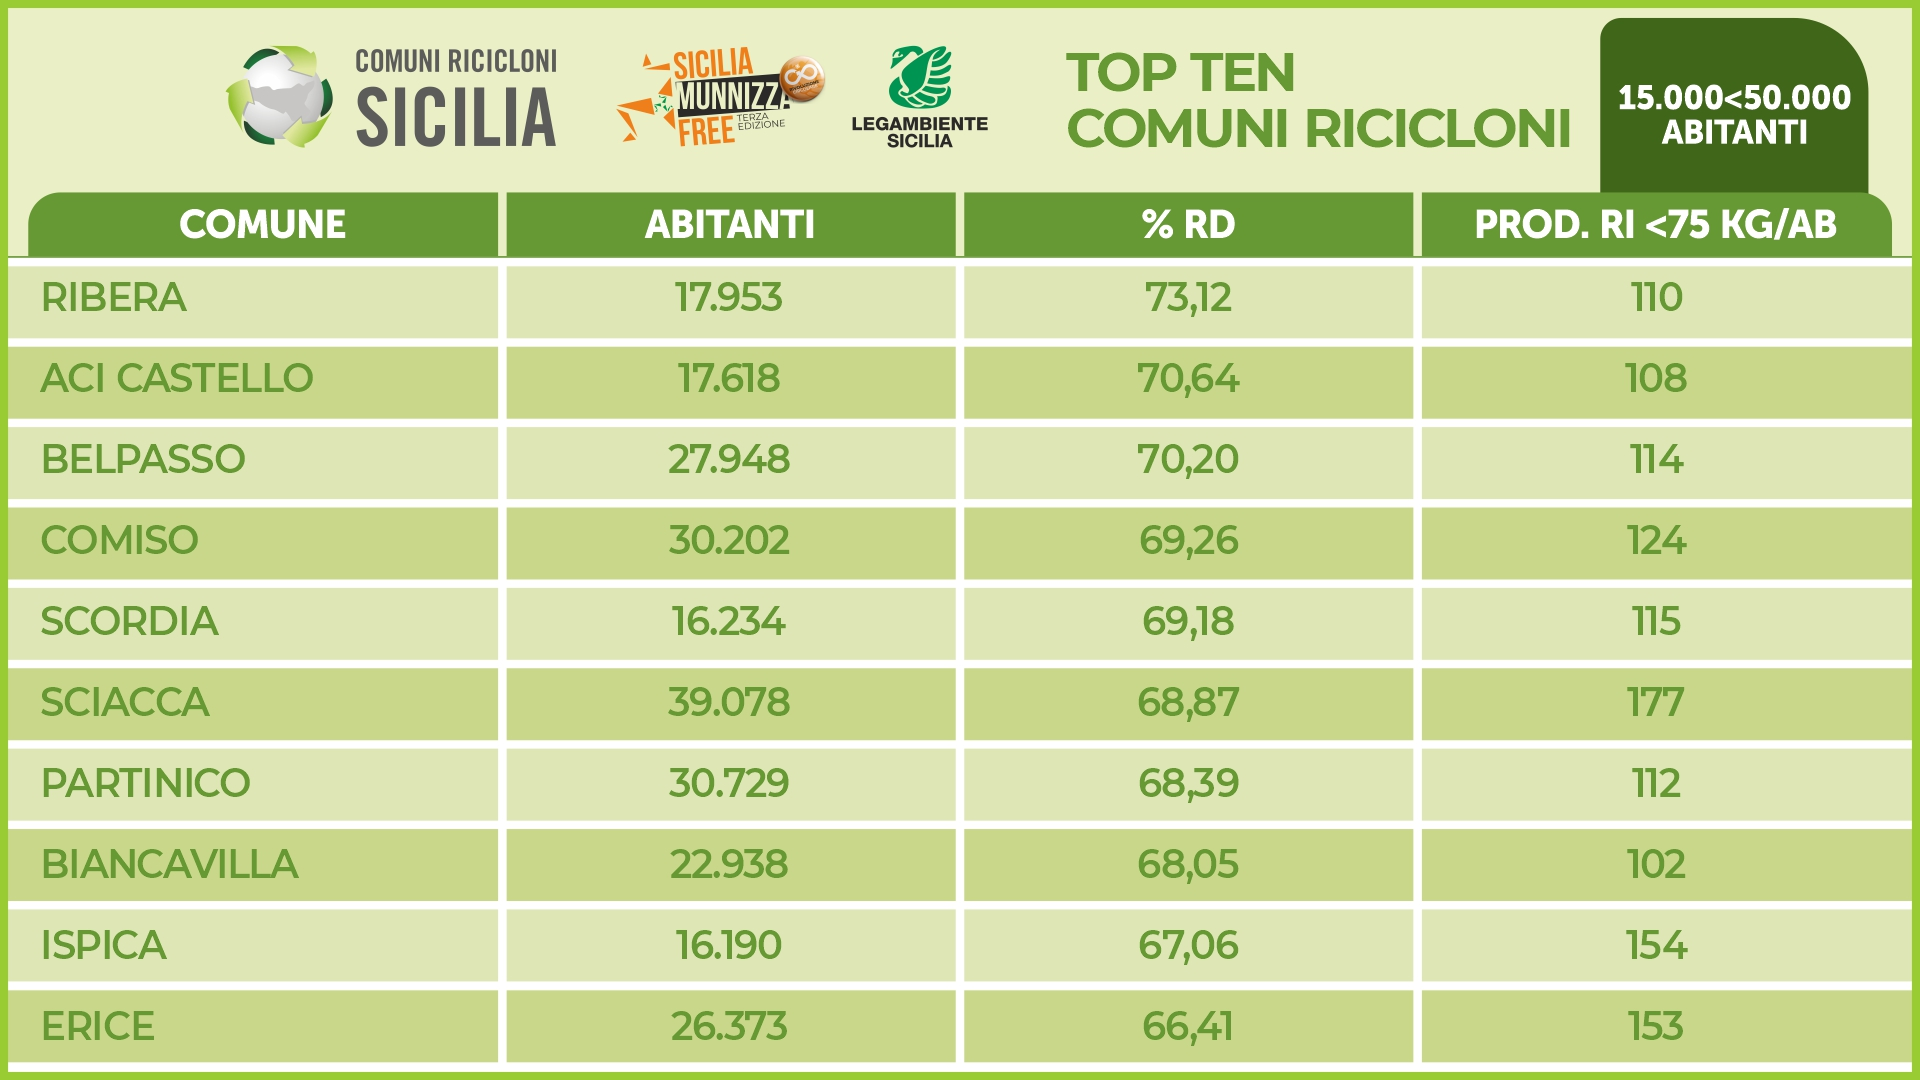 COMUNI RICICLONI
SICILIA
SICILIA
MUNNIZZA
FREE TERZA
EDIZIONE
LEGAMBIENTE
SICILIA
TOP TEN
COMUNI RICICLONI
15.000<50.000
ABITANTI
COMUNE ABITANTI % RD PROD. RI <75 KG/AB
RIBERA 17.953 73,12 110
ACI CASTELLO 17.618 70,64 108
BELPASSO 27.948 70,20 114
COMISO 30.202 69,26 124
SCORDIA 16.234 69,18 115
SCIACCA 39.078 68,87 177
PARTINICO 30.729 68,39 112
BIANCAVILLA 22.938 68,05 102
ISPICA 16.190 67,06 154
ERICE 26.373 66,41 153